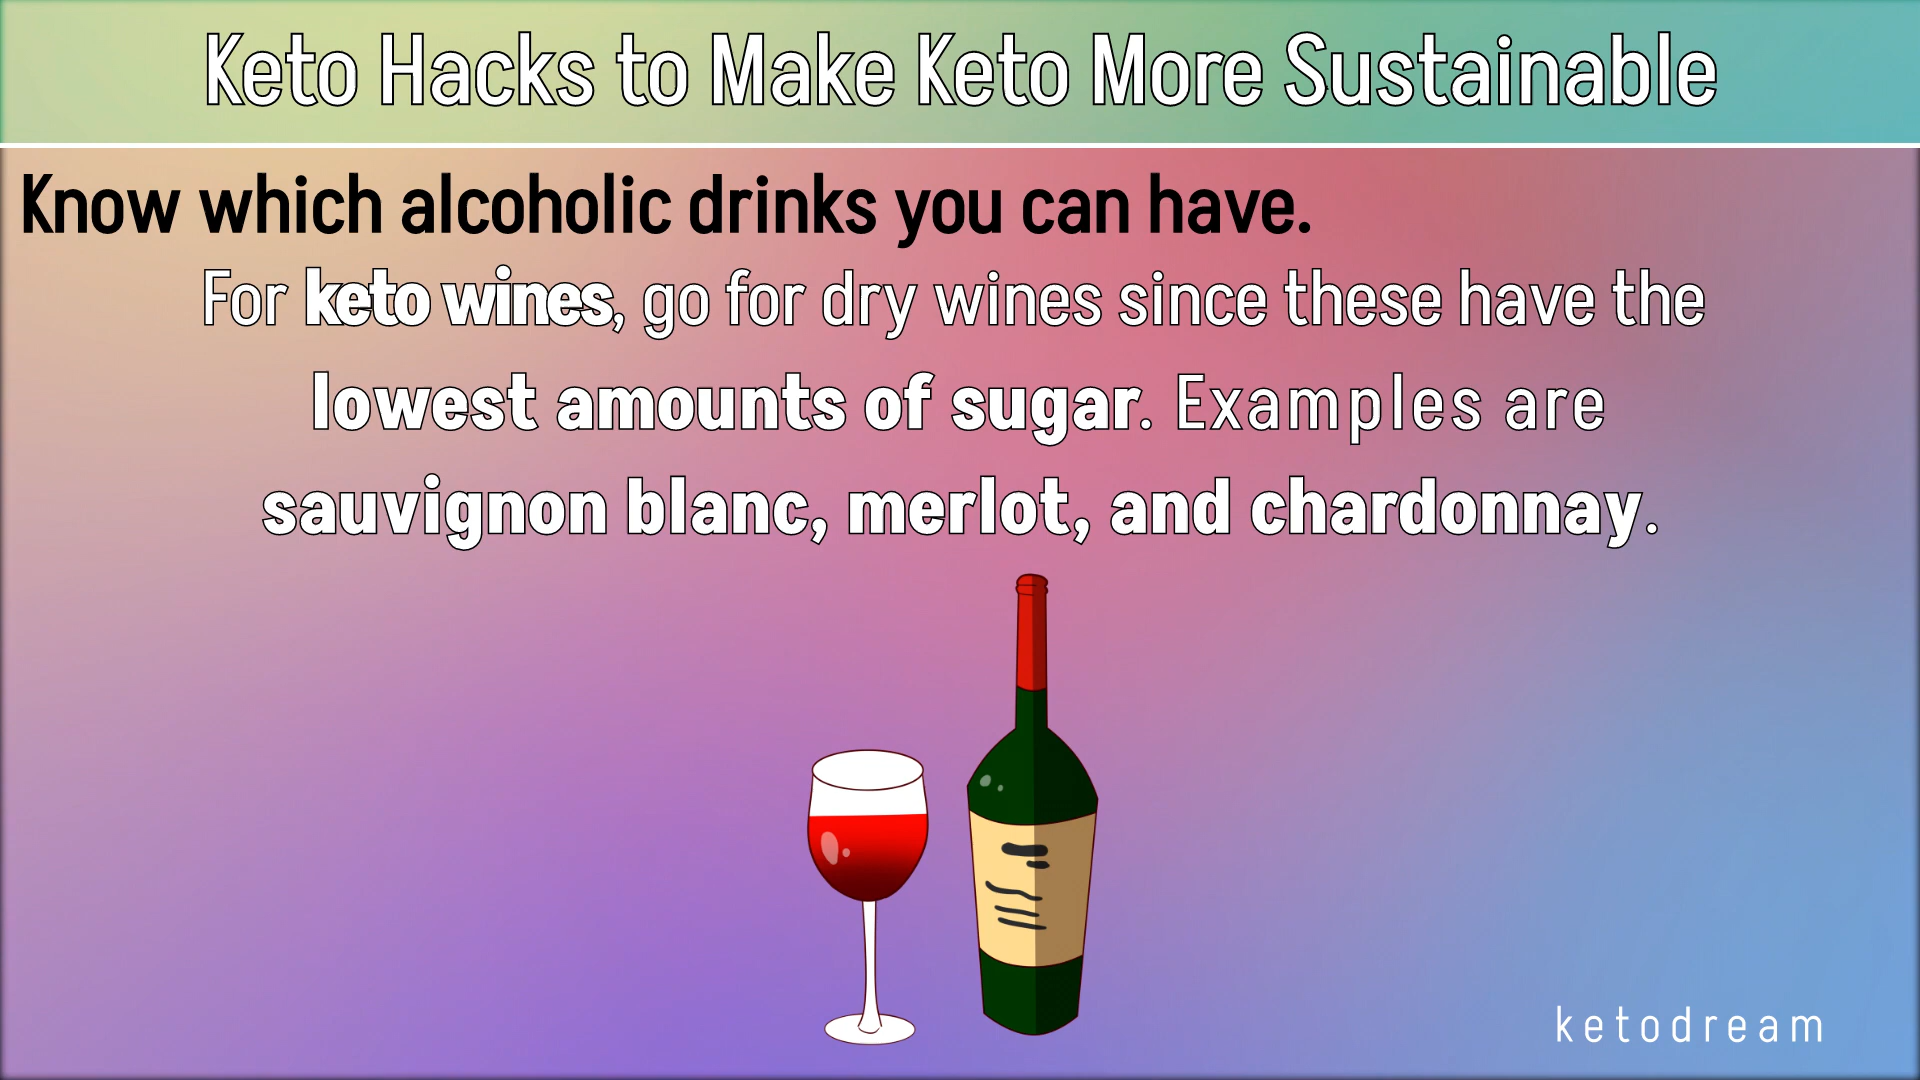 Keto Hacks to Make Keto More Sustainable
Know which alcoholic drinks you can have.
For keto wines, go for dry wines since these have the
lowest amounts of sugar. Examples are
sauvignon blanc, merlot, and chardonnay.
ketodream